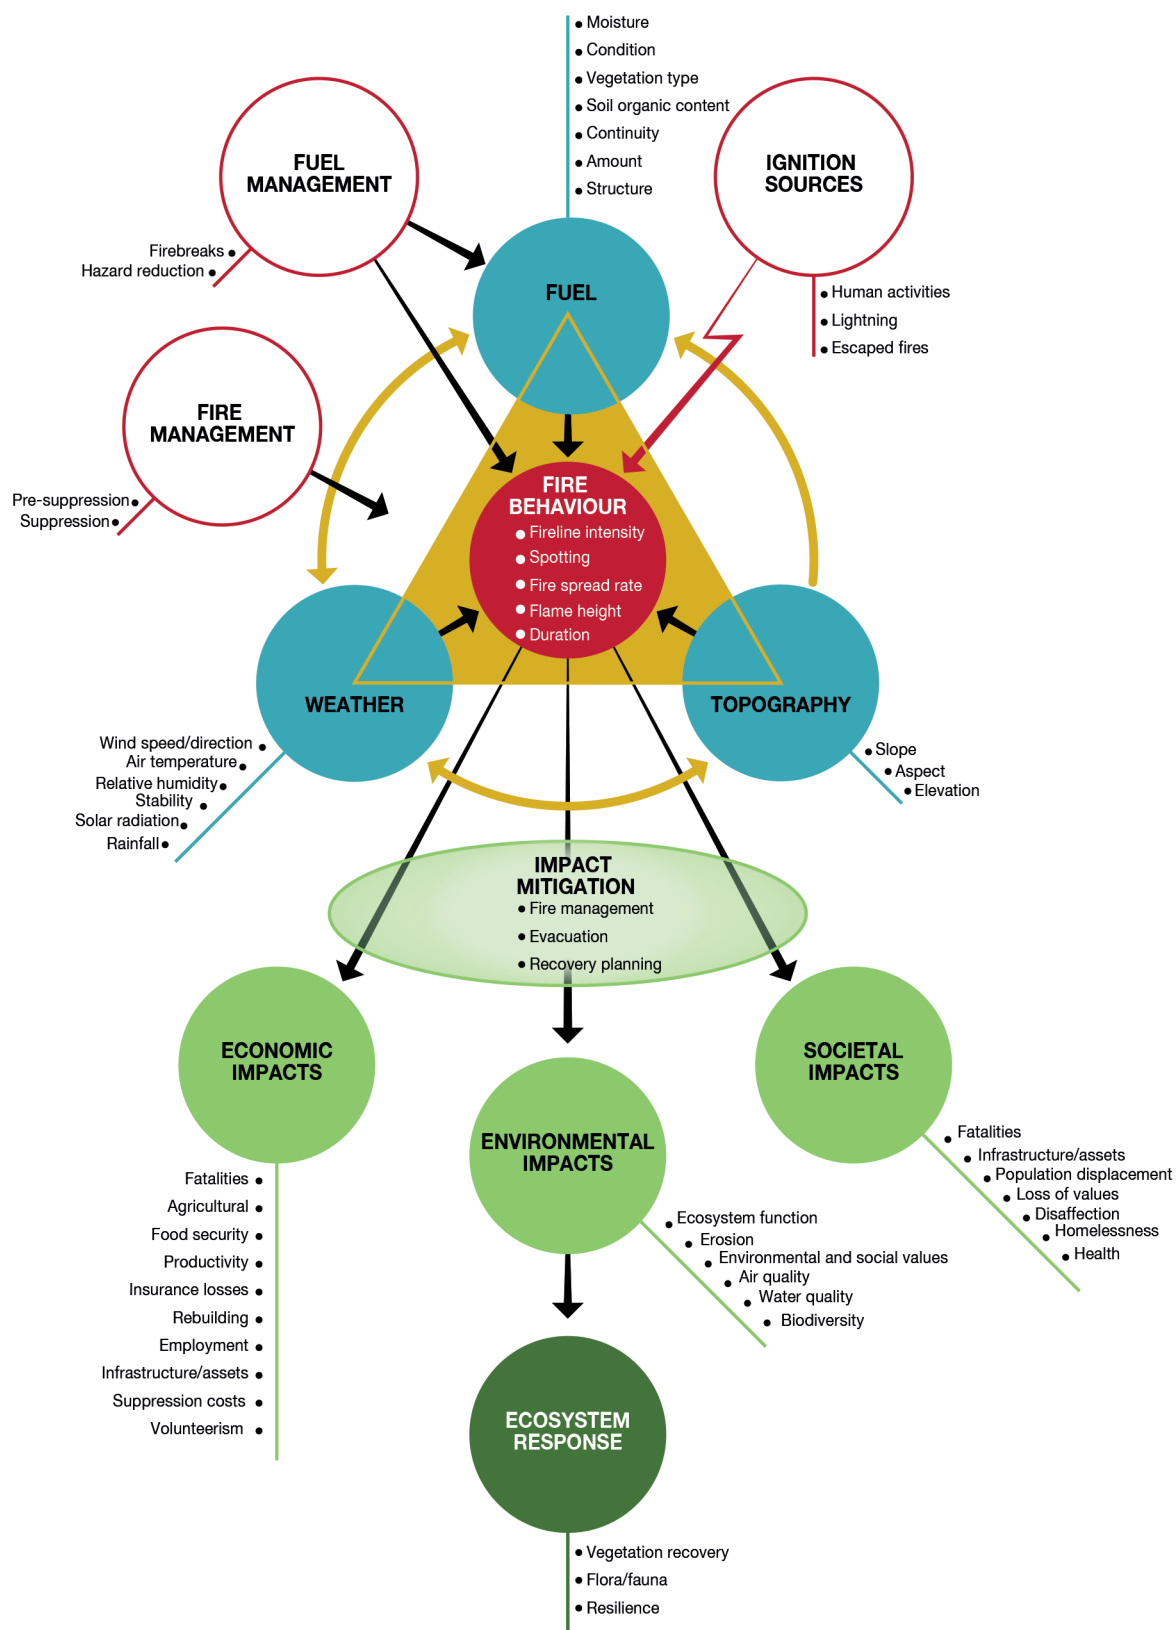 Moisture
Condition
Vegetation type
Soil organic content
Continuity
Amount
Structure
FUEL
MANAGEMENT
Firebreaks
Hazard reduction
IGNITION
SOURCES
Human activities
Lightning
Escaped fires
FUEL
FIRE
MANAGEMENT
Pre-suppression
Suppression
FIRE
BEHAVIOUR
Fireline intensity
Spotting
Fire spread rate
Flame height
Duration
WEATHER
Wind speed/direction
Air temperature
Relative humidity
Stability
Solar radiation
Rainfall
TOPOGRAPHY
Slope
Aspect
Elevation
IMPACT
MITIGATION
Fire management
Evacuation
Recovery planning
ECONOMIC
IMPACTS
Fatalities
Agricultural
Food security
Productivity
Insurance losses
Rebuilding
Employment
Infrastructure/assets
Suppression costs
Volunteerism
ENVIRONMENTAL
IMPACTS
Ecosystem function
Erosion
Environmental and social values
Air quality
Water quality
Biodiversity
SOCIETAL
IMPACTS
Fatalities
Infrastructure/assets
Population displacement
Loss of values
Disaffection
Homelessness
Health
ECOSYSTEM
RESPONSE
Vegetation recovery
Flora/fauna
Resilience